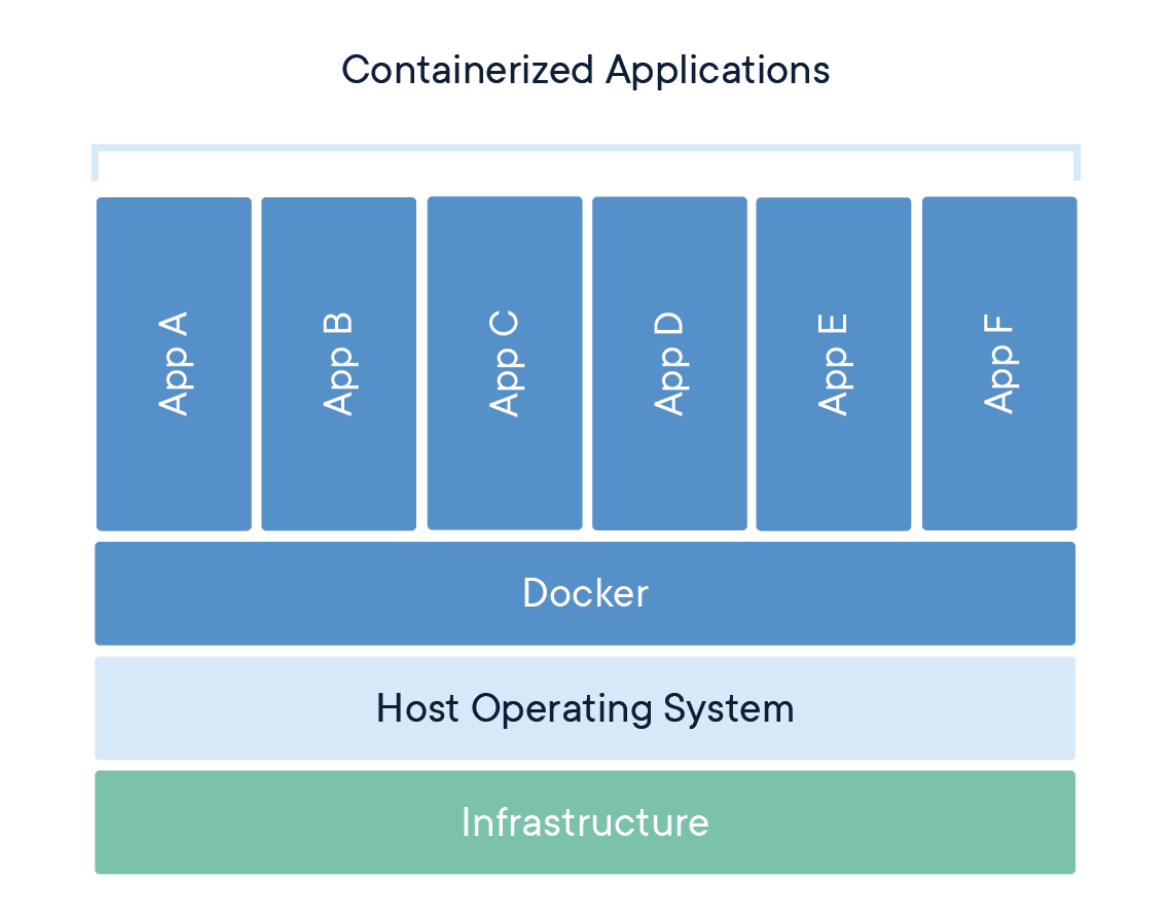 Containerized Applications
App A
App B
App C
App D
App E
App F
Docker
Host Operating System
Infrastructure